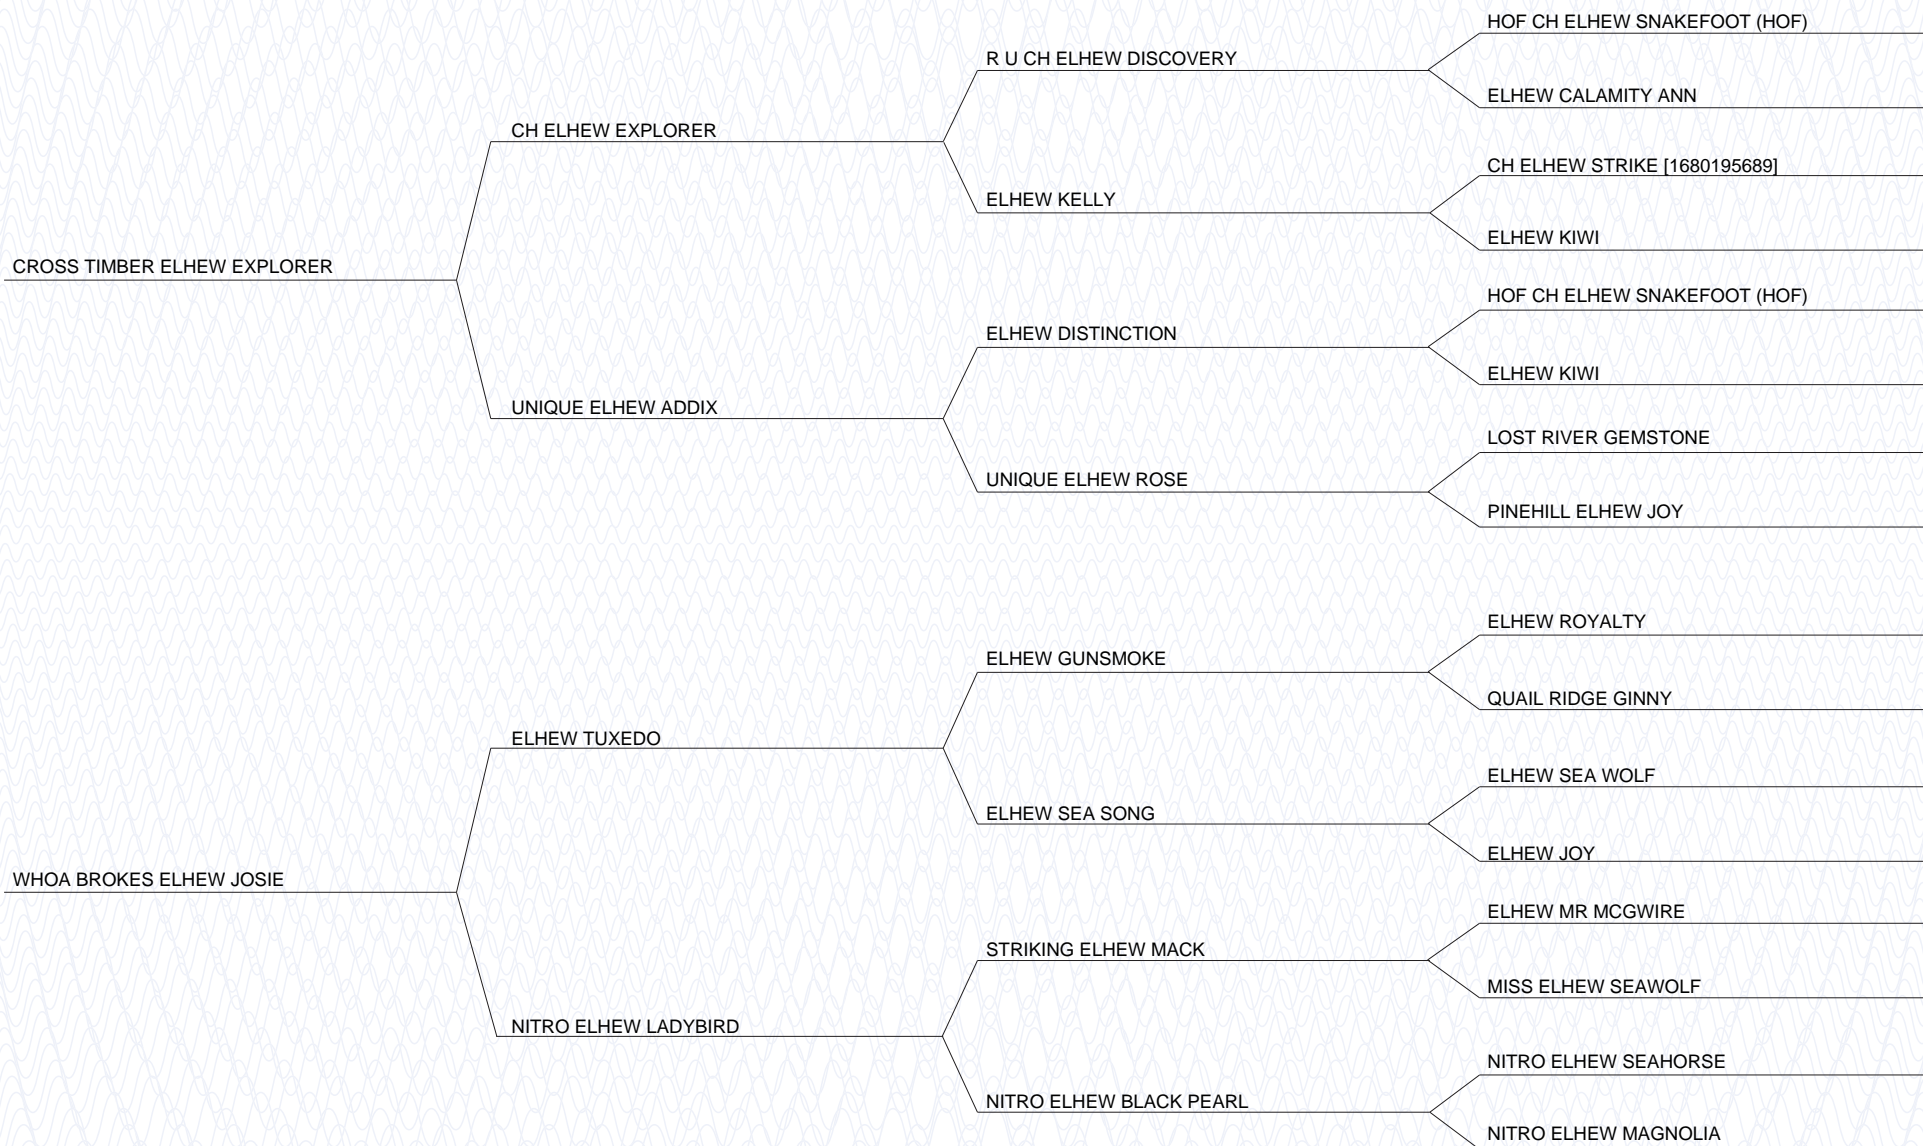 HOF CH ELHEW SNAKEFOOT (HOF)
R U CH ELHEW DISCOVERY
ELHEW CALAMITY ANN
CH ELHEW EXPLORER
CH ELHEW STRIKE [1680195689]
ELHEW KELLY
ELHEW KIWI
CROSS TIMBER ELHEW EXPLORER
HOF CH ELHEW SNAKEFOOT (HOF)
ELHEW DISTINCTION
ELHEW KIWI
UNIQUE ELHEW ADDIX
LOST RIVER GEMSTONE
UNIQUE ELHEW ROSE
PINEHILL ELHEW JOY
ELHEW ROYALTY
ELHEW GUNSMOKE
QUAIL RIDGE GINNY
ELHEW TUXEDO
ELHEW SEA WOLF
ELHEW SEA SONG
ELHEW JOY
WHOA BROKES ELHEW JOSIE
ELHEW MR MCGWIRE
STRIKING ELHEW MACK
MISS ELHEW SEAWOLF
NITRO ELHEW LADYBIRD
NITRO ELHEW SEAHORSE
NITRO ELHEW BLACK PEARL
NITRO ELHEW MAGNOLIA